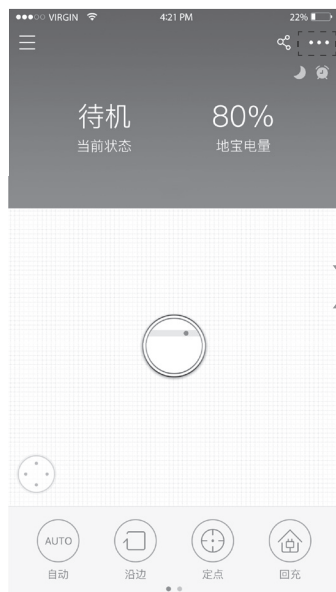 ●●●○○ VIRGIN 4:21 PM 22%
待机 80%
当前状态 地宝电量
AUTO
自动 沿边 定点 回充